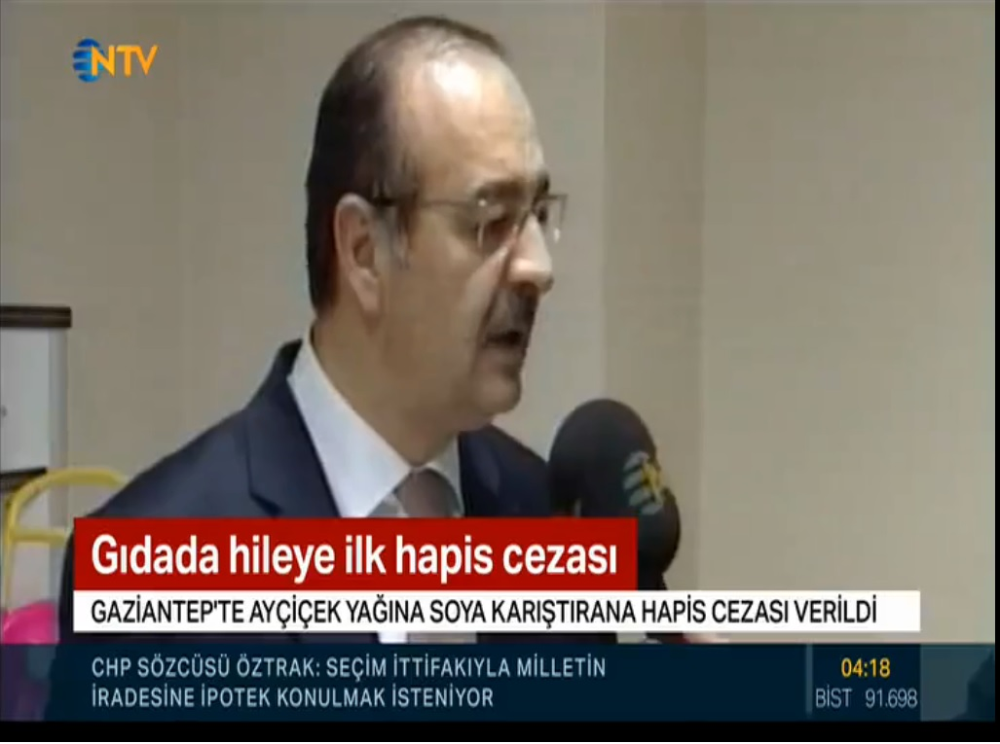 NTV
Gıdada hileye ilk hapis cezası
GAZİANTEP'TE AYÇİÇEK YAĞINA SOYA KARIŞTIRANA HAPİS CEZASI VERİLDİ
CHP SÖZCÜSÜ ÖZTRAK: SEÇİM İTTİFAKIYLA MİLLETİN
İRADESİNE İPOTEK KONULMAK İSTENİYOR
04:18
BİST 91.698